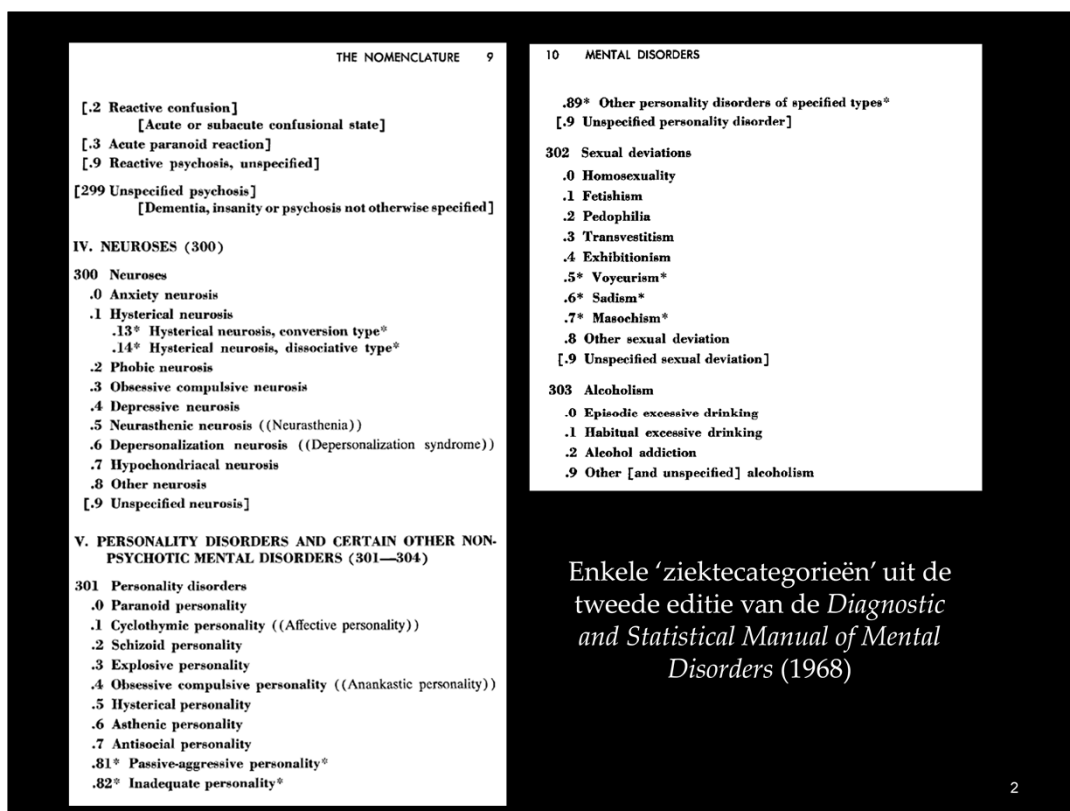 THE NOMENCLATURE 9
[.2 Reactive confusion]
[Acute or subacute confusional state]
[.3 Acute paranoid reaction]
[.9 Reactive psychosis, unspecified]
[299 Unspecified psychosis]
[Dementia, insanity or psychosis not otherwise specified]
IV. NEUROSES (300)
300 Neuroses
.0 Anxiety neurosis
.1 Hysterical neurosis
.13* Hysterical neurosis, conversion type*
.14* Hysterical neurosis, dissociative type*
.2 Phobic neurosis
.3 Obsessive compulsive neurosis
.4 Depressive neurosis
.5 Neurasthenic neurosis ((Neurasthenia))
.6 Depersonalization neurosis ((Depersonalization syndrome))
.7 Hypochondriacal neurosis
.8 Other neurosis
[.9 Unspecified neurosis]
V. PERSONALITY DISORDERS AND CERTAIN OTHER NON-
PSYCHOTIC MENTAL DISORDERS (301—304)
301 Personality disorders
.0 Paranoid personality
.1 Cyclothymic personality ((Affective personality))
.2 Schizoid personality
.3 Explosive personality
.4 Obsessive compulsive personality ((Anankastic personality))
.5 Hysterical personality
.6 Asthenic personality
.7 Antisocial personality
.81* Passive-aggressive personality*
.82* Inadequate personality*
10 MENTAL DISORDERS
.89* Other personality disorders of specified types*
[.9 Unspecified personality disorder]
302 Sexual deviations
.0 Homosexuality
.1 Fetishism
.2 Pedophilia
.3 Transvestitism
.4 Exhibitionism
.5* Voyeurism*
.6* Sadism*
.7* Masochism*
.8 Other sexual deviation
[.9 Unspecified sexual deviation]
303 Alcoholism
.0 Episodic excessive drinking
.1 Habitual excessive drinking
.2 Alcohol addiction
.9 Other [and unspecified] alcoholism
Enkele ‘ziektecategorieën’ uit de
tweede editie van de Diagnostic
and Statistical Manual of Mental
Disorders (1968)
2